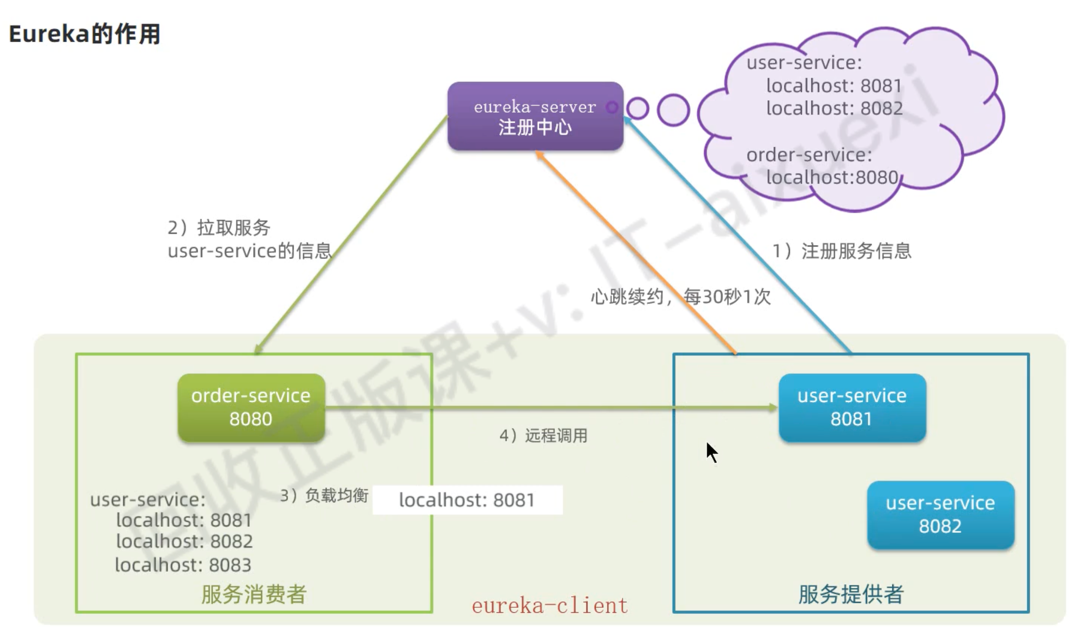 Eureka的作用
eureka-server
注册中心
user-service:
localhost: 8081
localhost: 8082
order-service:
localhost:8080
2）拉取服务
user-service的信息
1）注册服务信息
心跳续约，每30秒1次
order-service
8080
user-service
8081
4）远程调用
user-service:
localhost: 8081
localhost: 8082
localhost: 8083
3）负载均衡
localhost: 8081
user-service
8082
服务消费者
eureka-client
服务提供者
回收正版课+v: IT-aixuexi